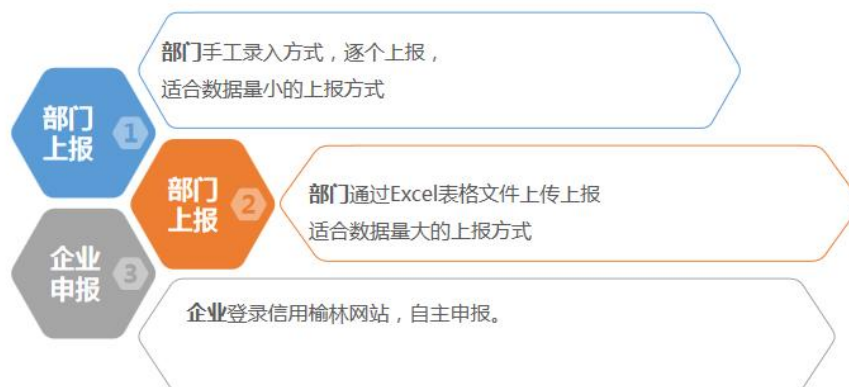 部门手工录入方式，逐个上报，
适合数据量小的上报方式
部门
上报
1
部门
上报
2
部门通过Excel表格文件上传上报
适合数据量大的上报方式
企业
申报
3
企业登录信用榆林网站，自主申报。